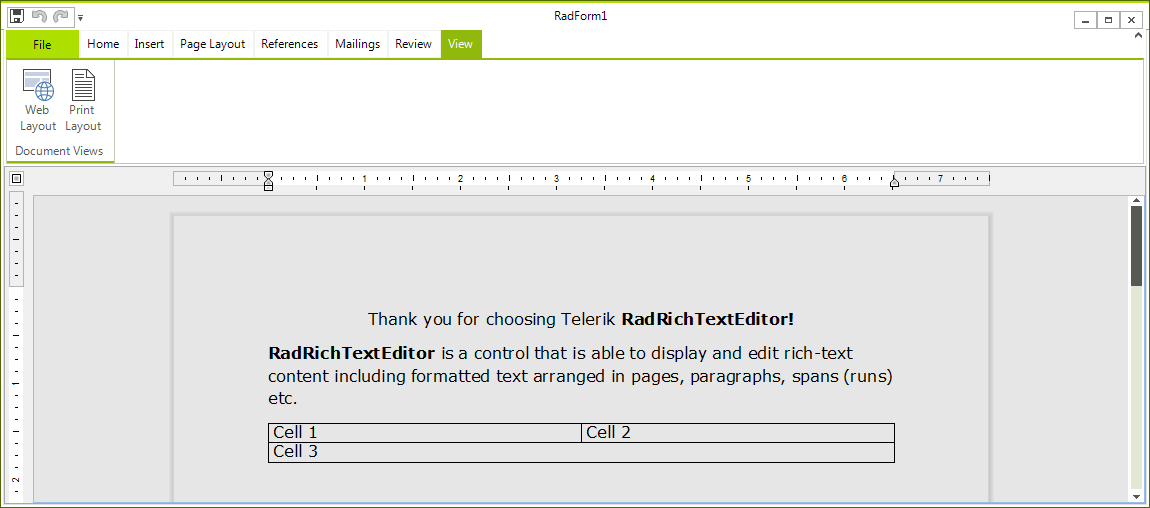 RadForm1
File Home Insert Page Layout References Mailings Review View
Web Layout
Print Layout
Document Views
1 2 3 4 5 6 7
1
2
Thank you for choosing Telerik RadRichTextEditor!
RadRichTextEditor is a control that is able to display and edit rich-text
content including formatted text arranged in pages, paragraphs, spans (runs)
etc.
Cell 1 Cell 2
Cell 3